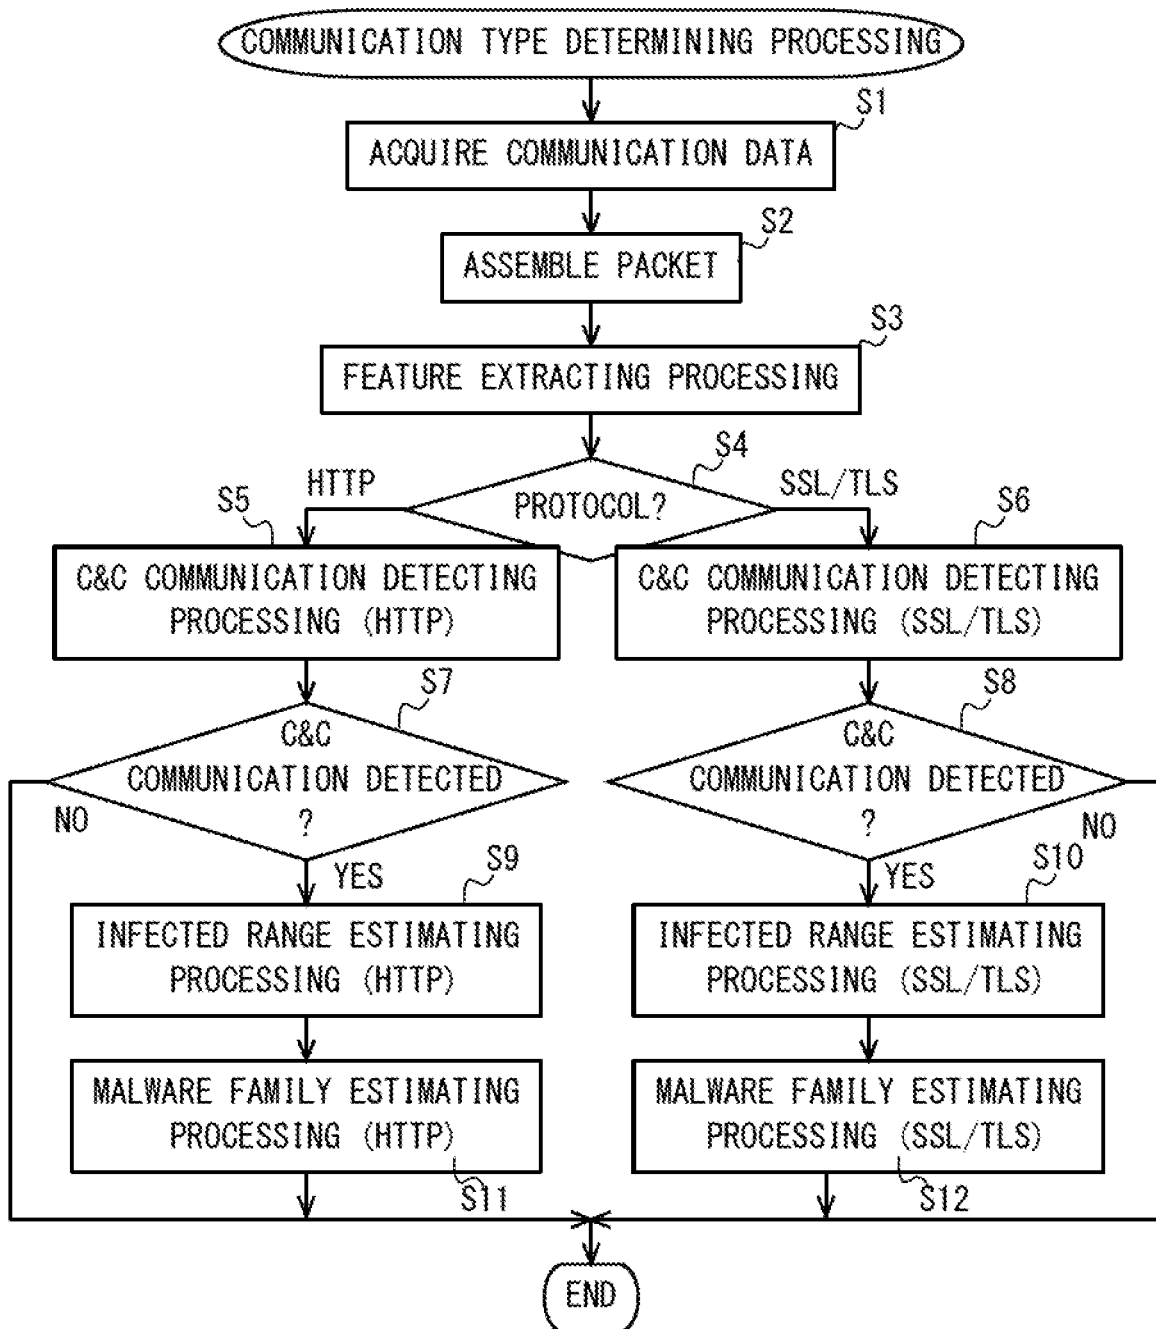 COMMUNICATION TYPE DETERMINING PROCESSING
S1
ACQUIRE COMMUNICATION DATA
S2
ASSEMBLE PACKET
S3
FEATURE EXTRACTING PROCESSING
S4
HTTP
PROTOCOL?
SSL/TLS
S5
C&C COMMUNICATION DETECTING
PROCESSING (HTTP)
S6
C&C COMMUNICATION DETECTING
PROCESSING (SSL/TLS)
S7
C&C
COMMUNICATION DETECTED
?
NO
YES
S8
C&C
COMMUNICATION DETECTED
?
NO
YES
S9
INFECTED RANGE ESTIMATING
PROCESSING (HTTP)
S10
INFECTED RANGE ESTIMATING
PROCESSING (SSL/TLS)
MALWARE FAMILY ESTIMATING
PROCESSING (HTTP)
S11
MALWARE FAMILY ESTIMATING
PROCESSING (SSL/TLS)
S12
END